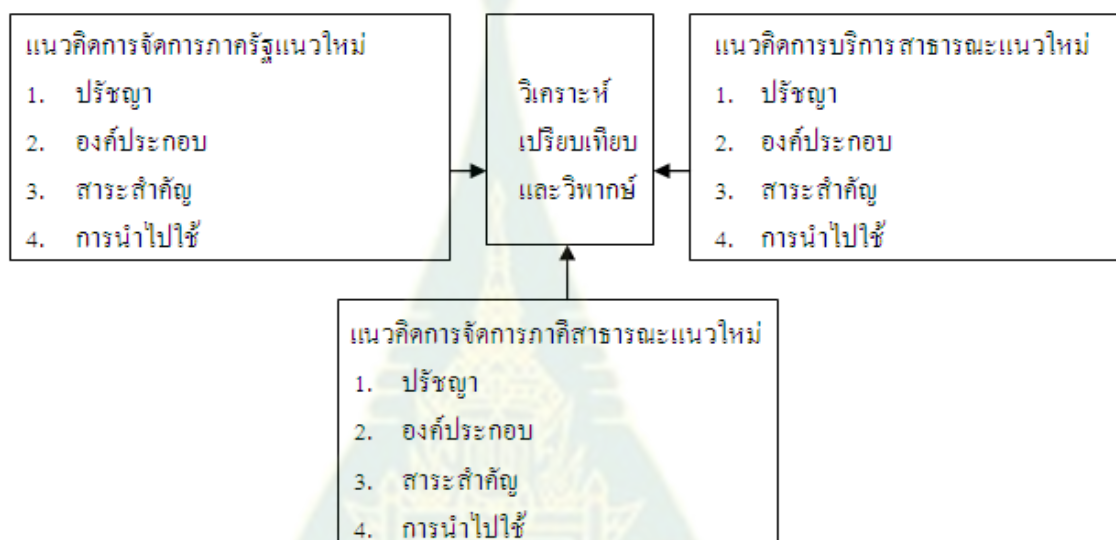 แนวคิดการจัดการภาครัฐแนวใหม่
1. ปรัชญา
2. องค์ประกอบ
3. สาระสำคัญ
4. การนำไปใช้
วิเคราะห์
เปรียบเทียบ
และวิพากษ์
แนวคิดการบริการสาธารณะแนวใหม่
1. ปรัชญา
2. องค์ประกอบ
3. สาระสำคัญ
4. การนำไปใช้
แนวคิดการจัดการภาคีสาธารณะแนวใหม่
1. ปรัชญา
2. องค์ประกอบ
3. สาระสำคัญ
4. การนำไปใช้